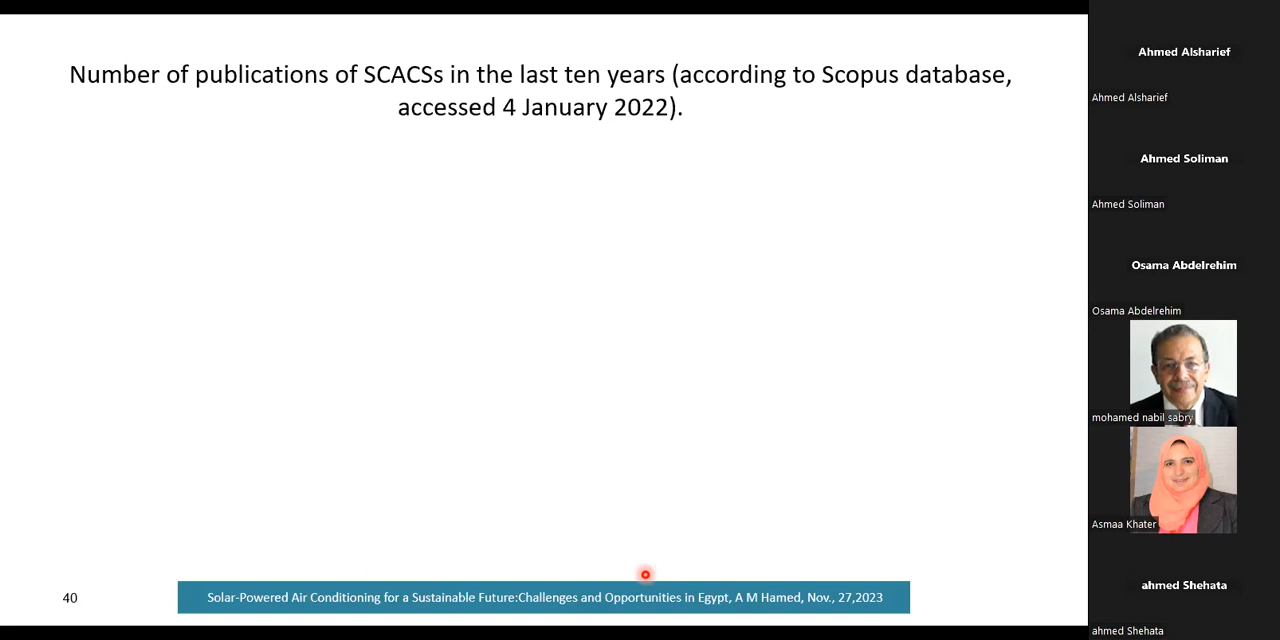 Number of publications of SCACSs in the last ten years (according to Scopus database,
accessed 4 January 2022).
40
Solar-Powered Air Conditioning for a Sustainable Future:Challenges and Opportunities in Egypt, A M Hamed, Nov., 27,2023
Ahmed Alsharief
Ahmed Alsharief
Ahmed Soliman
Ahmed Soliman
Osama Abdelrehim
Osama Abdelrehim
mohamed nabil sabry
Asmaa Khater
ahmed Shehata
ahmed Shehata